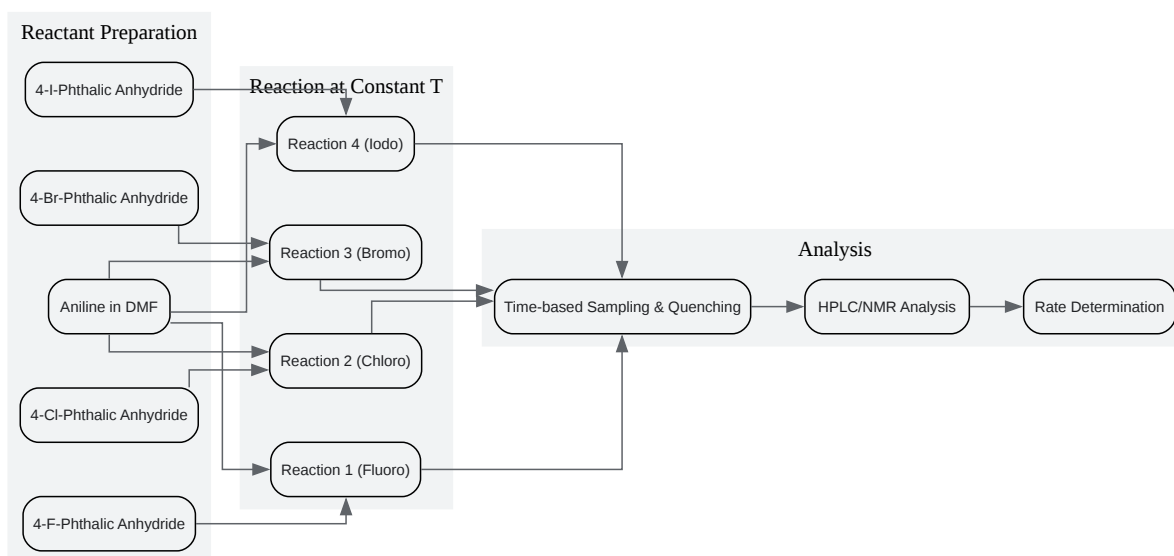 Reactant Preparation
4-I-Phthalic Anhydride
4-Br-Phthalic Anhydride
Aniline in DMF
4-Cl-Phthalic Anhydride
4-F-Phthalic Anhydride
Reaction at Constant T
Reaction 4 (Iodo)
Reaction 3 (Bromo)
Reaction 2 (Chloro)
Reaction 1 (Fluoro)
Analysis
Time-based Sampling & Quenching
HPLC/NMR Analysis
Rate Determination